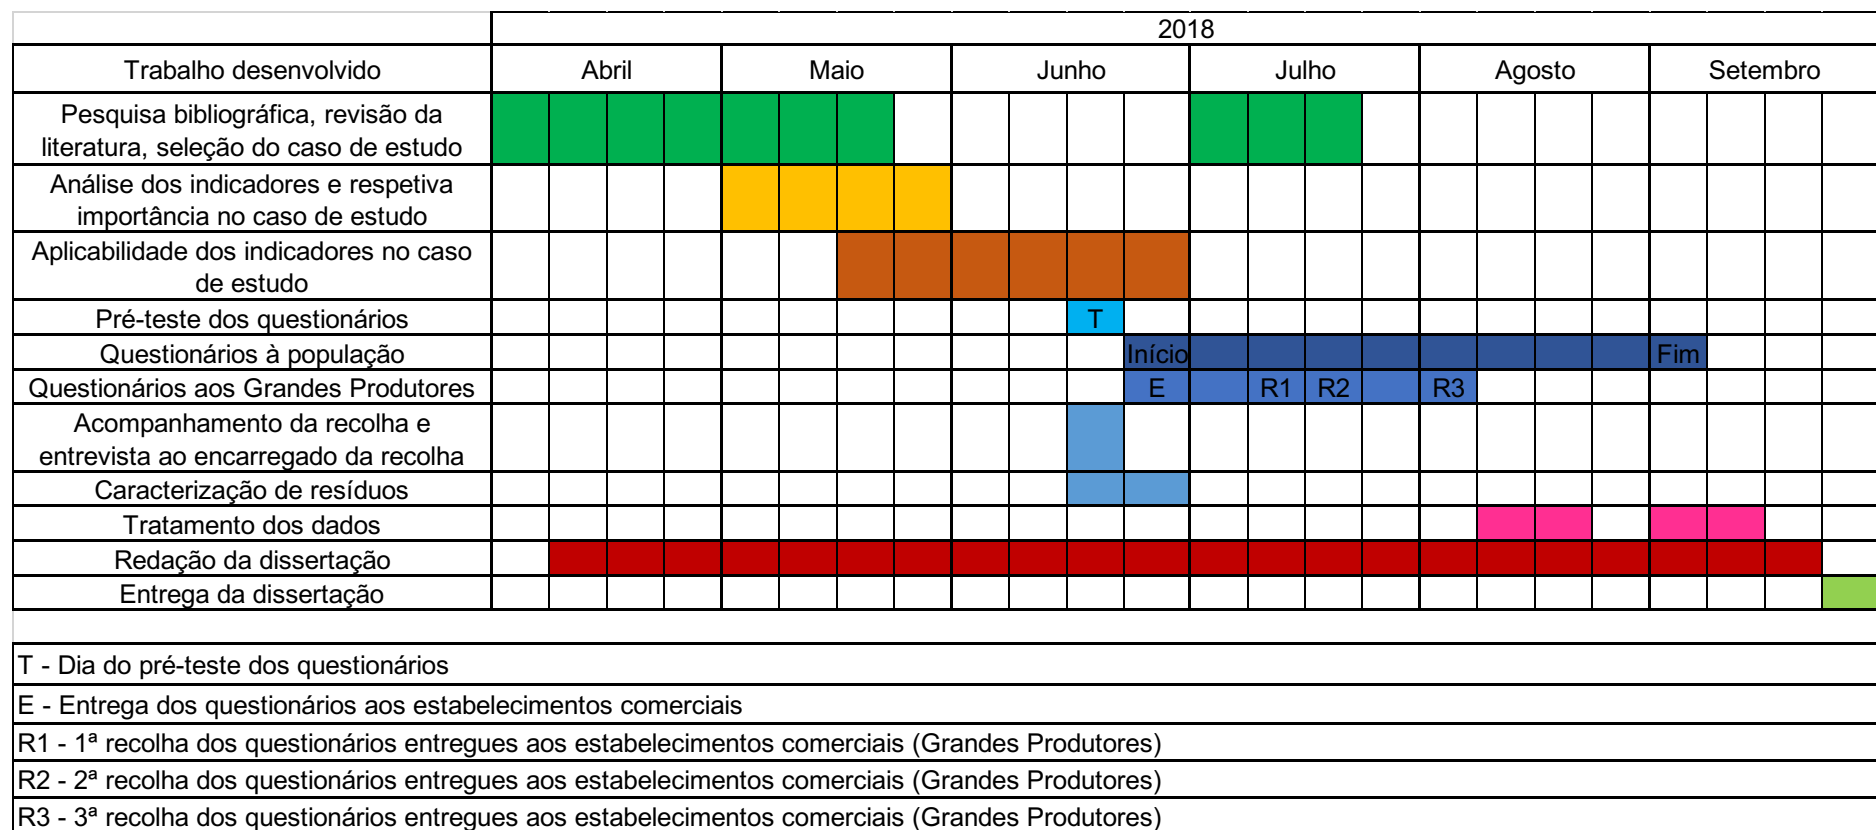 2018
Trabalho desenvolvido Abril Maio Junho Julho Agosto Setembro
Pesquisa bibliográfica, revisão da
literatura, seleção do caso de estudo
Análise dos indicadores e respetiva
importância no caso de estudo
Aplicabilidade dos indicadores no caso
de estudo
Pré-teste dos questionários T
Questionários à população Início Fim
Questionários aos Grandes Produtores E R1 R2 R3
Acompanhamento da recolha e
entrevista ao encarregado da recolha
Caracterização de resíduos
Tratamento dos dados
Redação da dissertação
Entrega da dissertação
T - Dia do pré-teste dos questionários
E - Entrega dos questionários aos estabelecimentos comerciais
R1 - 1ª recolha dos questionários entregues aos estabelecimentos comerciais (Grandes Produtores)
R2 - 2ª recolha dos questionários entregues aos estabelecimentos comerciais (Grandes Produtores)
R3 - 3ª recolha dos questionários entregues aos estabelecimentos comerciais (Grandes Produtores)